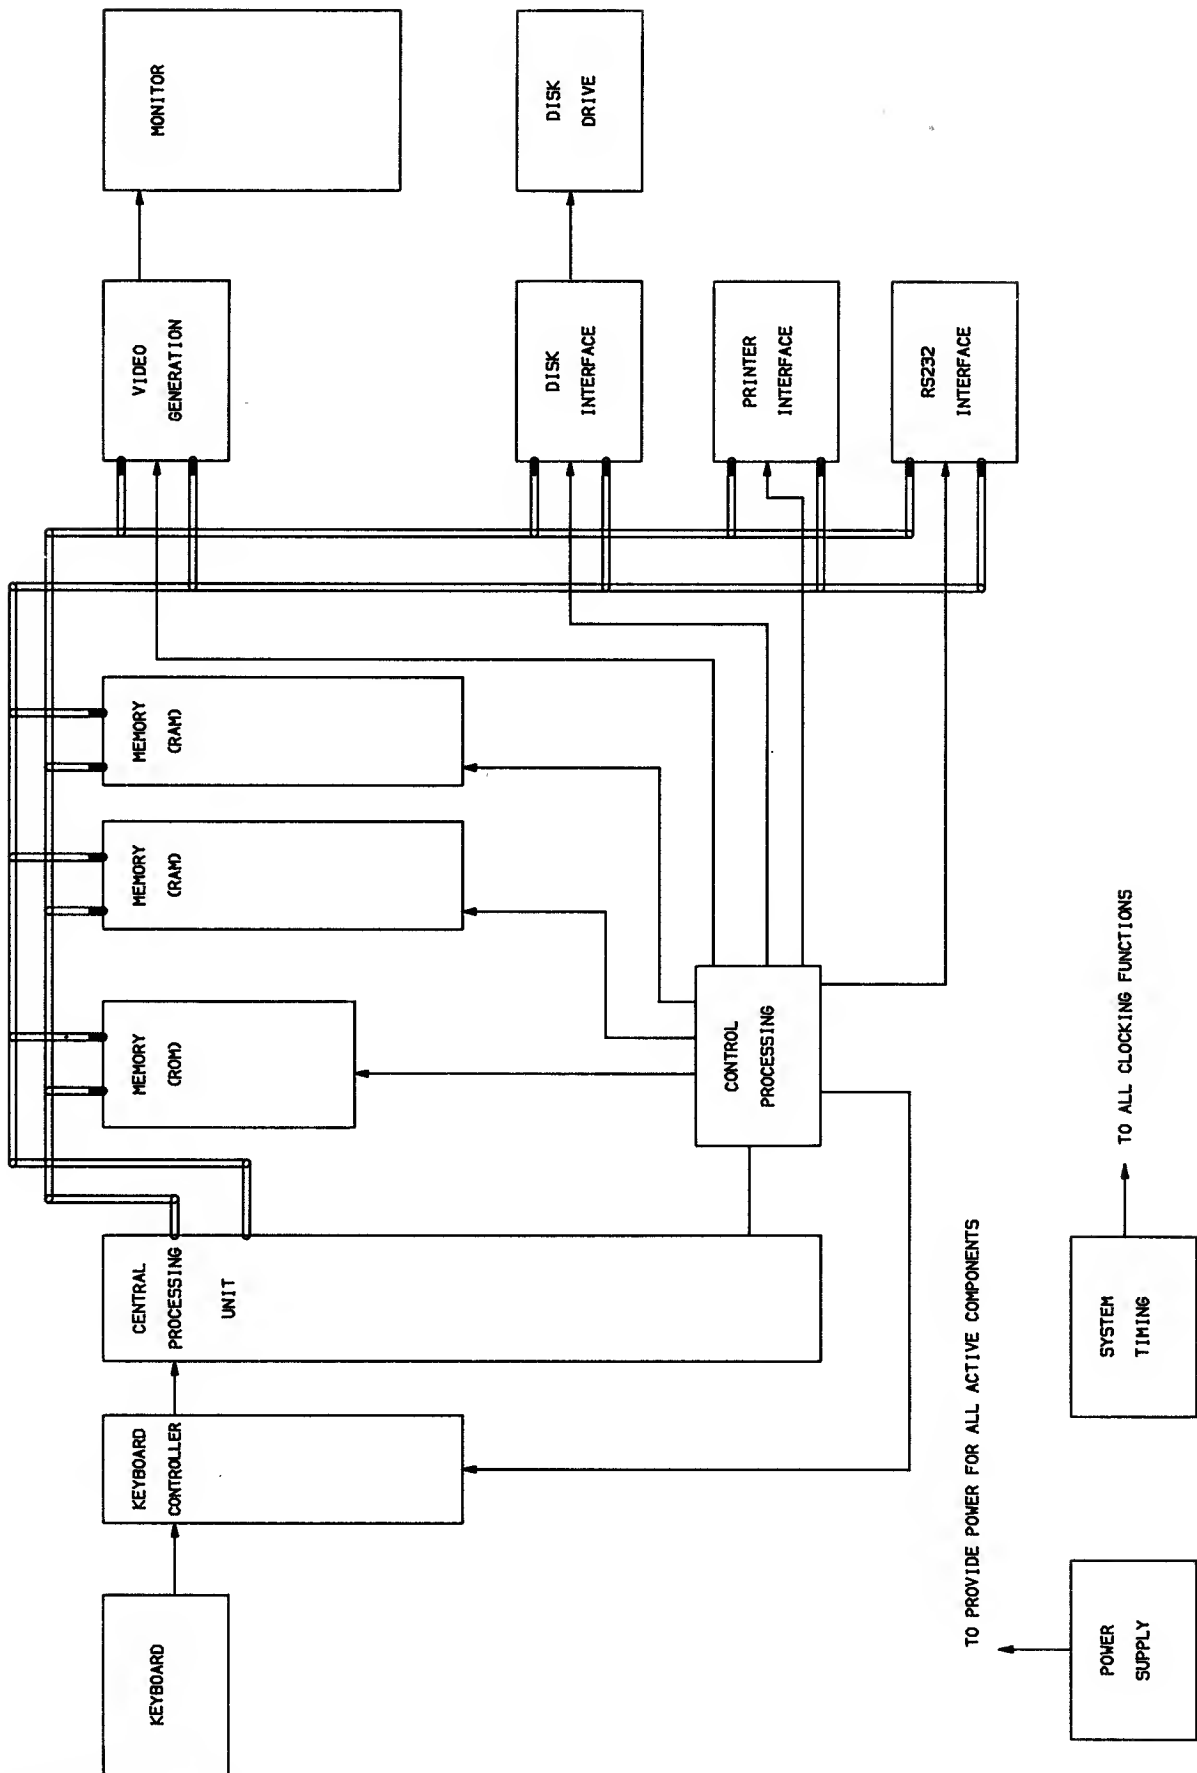 KEYBOARD
KEYBOARD
CONTROLLER
CENTRAL
PROCESSING
UNIT
MEMORY
(ROM)
MEMORY
(RAM)
MEMORY
(RAM)
VIDEO
GENERATION
MONITOR
DISK
INTERFACE
DISK
DRIVE
PRINTER
INTERFACE
RS232
INTERFACE
CONTROL
PROCESSING
TO PROVIDE POWER FOR ALL ACTIVE COMPONENTS
POWER
SUPPLY
SYSTEM
TIMING
TO ALL CLOCKING FUNCTIONS